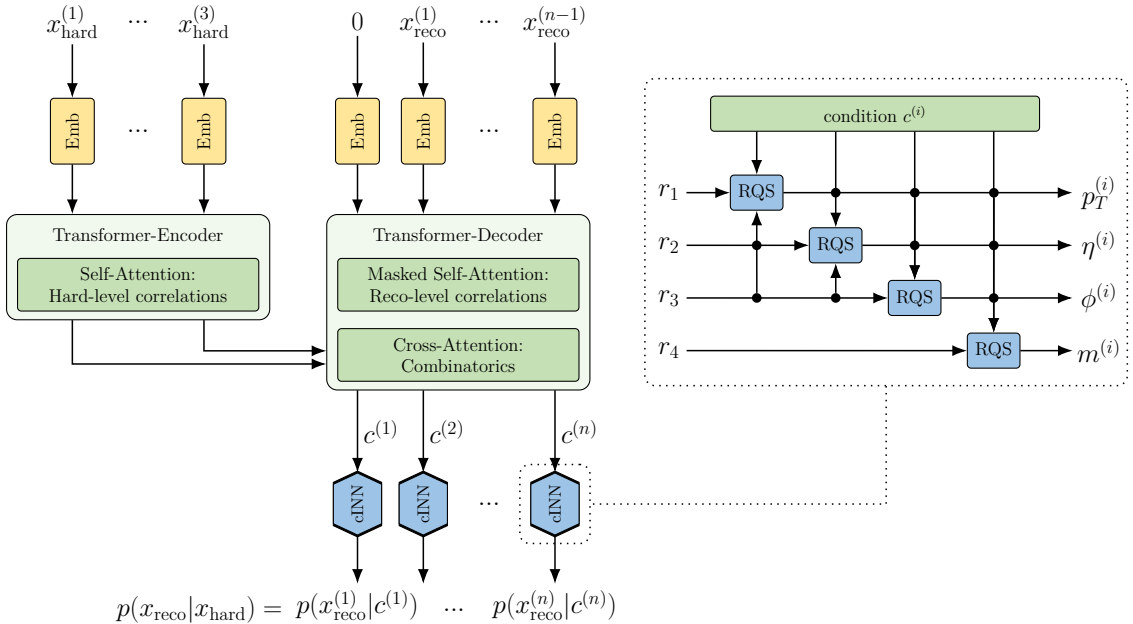 x_hard^(1) ... x_hard^(3) 0 x_reco^(1) ... x_reco^(n−1)
Emb ... Emb Emb Emb ... Emb
Transformer-Encoder
Self-Attention:
Hard-level correlations
Transformer-Decoder
Masked Self-Attention:
Reco-level correlations
Cross-Attention:
Combinatorics
c^(1) c^(2) c^(n)
cINN cINN ... cINN
p(x_reco|x_hard) = p(x_reco^(1)|c^(1)) ... p(x_reco^(n)|c^(n))
condition c^(i)
r_1 RQS p_T^(i)
r_2 RQS η^(i)
r_3 RQS ϕ^(i)
r_4 RQS m^(i)